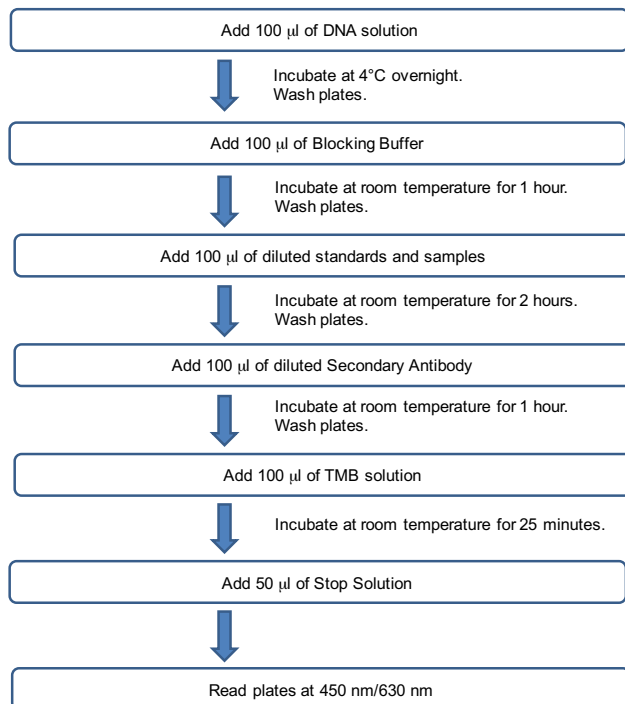 Add 100 μl of DNA solution
Incubate at 4°C overnight.
Wash plates.
Add 100 μl of Blocking Buffer
Incubate at room temperature for 1 hour.
Wash plates.
Add 100 μl of diluted standards and samples
Incubate at room temperature for 2 hours.
Wash plates.
Add 100 μl of diluted Secondary Antibody
Incubate at room temperature for 1 hour.
Wash plates.
Add 100 μl of TMB solution
Incubate at room temperature for 25 minutes.
Add 50 μl of Stop Solution
Read plates at 450 nm/630 nm